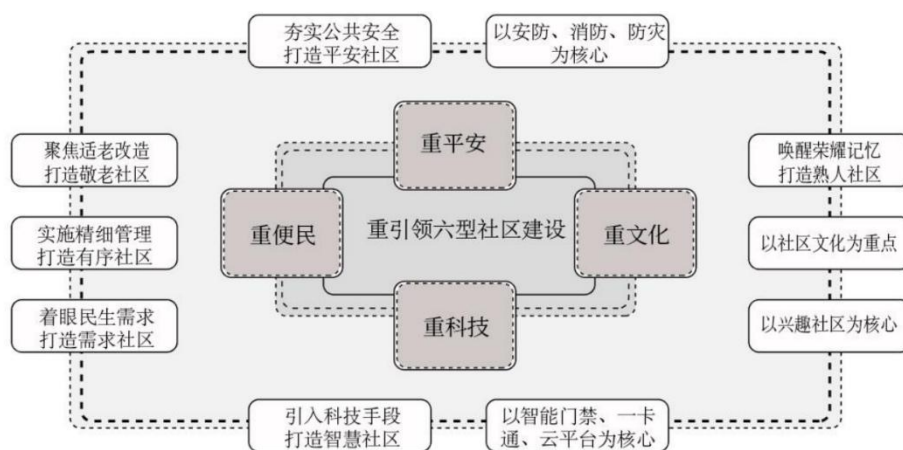 夯实公共安全
打造平安社区
以安防、消防、防灾
为核心
聚焦适老改造
打造敬老社区
实施精细管理
打造有序社区
着眼民生需求
打造需求社区
重平安
重便民
重引领六型社区建设
重文化
重科技
唤醒荣耀记忆
打造熟人社区
以社区文化为重点
以兴趣社区为核心
引入科技手段
打造智慧社区
以智能门禁、一卡
通、云平台为核心